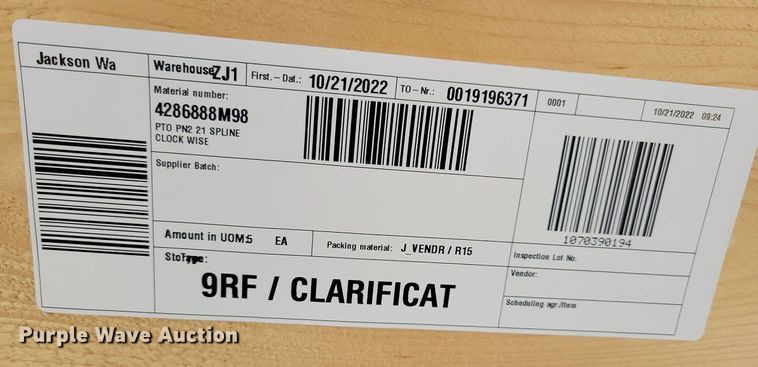 Jackson Wa
Warehouse ZJ1
First.-Dat.: 10/21/2022
TO-Nr.: 0019196371
0001
10/21/2022 09:24
Material number:
4286888M98
PTO PN2 21 SPLINE
CLOCK WISE
Supplier Batch:
1070390194
Amount in UOM:5 EA
Packing material: J_VENDR / R15
Inspection Lot No.
StoType:
9RF / CLARIFICAT
Vendor:
Scheduling agr./Item
Purple Wave Auction